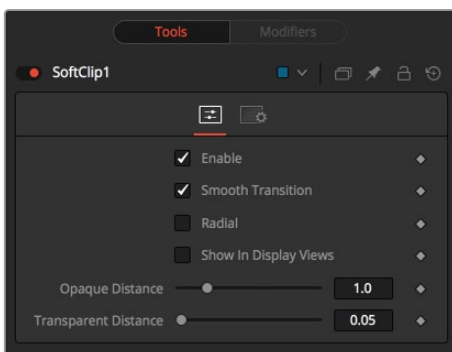 Tools Modifiers
SoftClip1
Enable
Smooth Transition
Radial
Show In Display Views
Opaque Distance 1.0
Transparent Distance 0.05